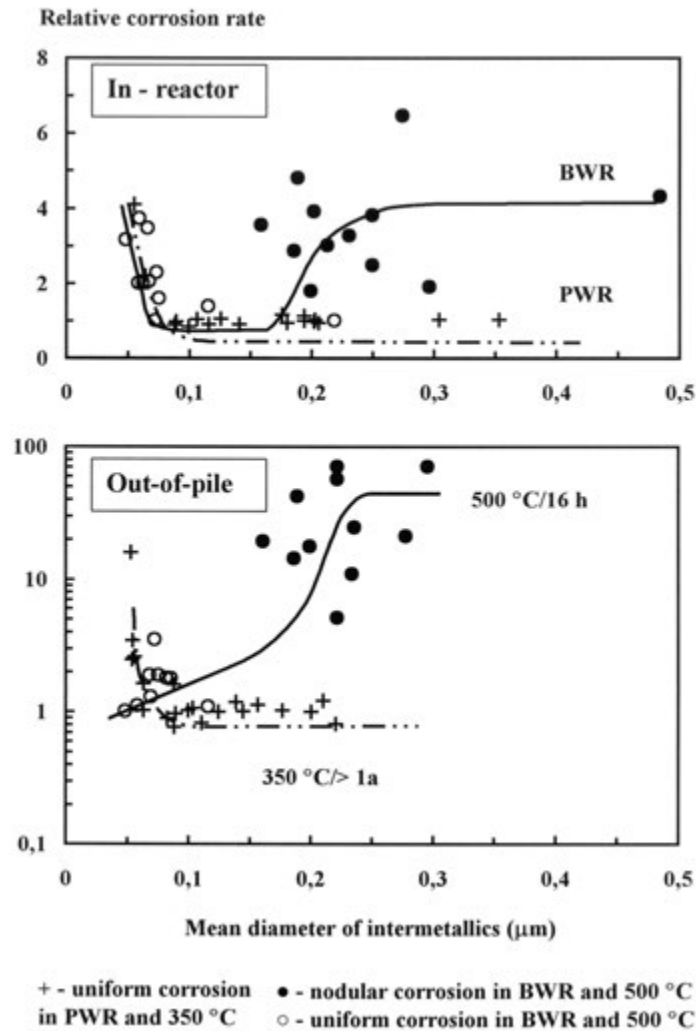 Relative corrosion rate
8
In - reactor
6
BWR
4
PWR
2
0
0 0,1 0,2 0,3 0,4 0,5
100
Out-of-pile
500 °C/16 h
10
1
350 °C/> 1a
0,1
0 0,1 0,2 0,3 0,4 0,5
Mean diameter of intermetallics (µm)
+ - uniform corrosion
in PWR and 350 °C
● - nodular corrosion in BWR and 500 °C
○ - uniform corrosion in BWR and 500 °C